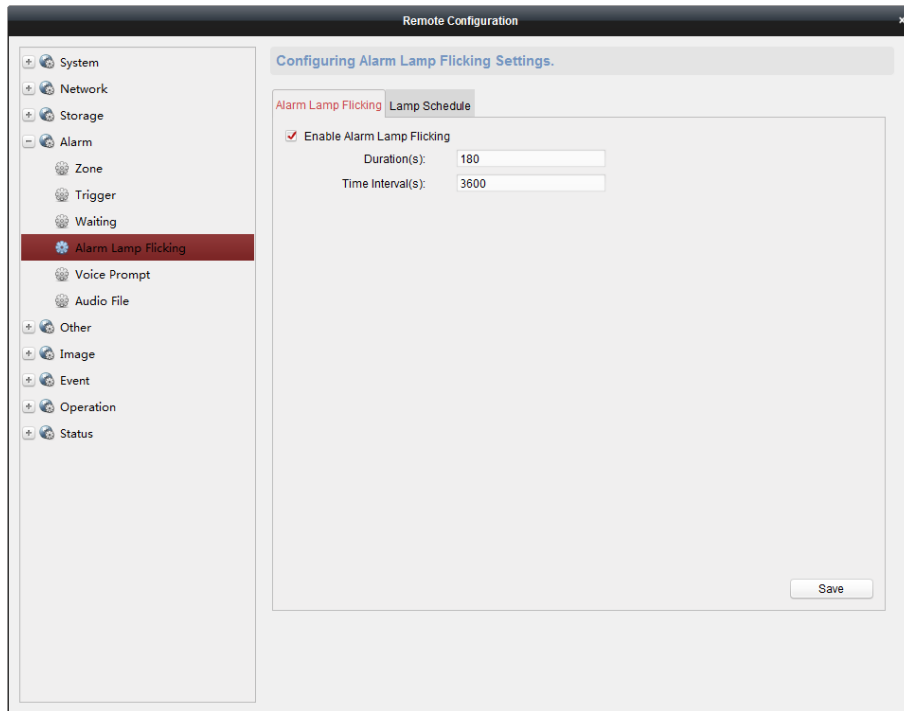 Remote Configuration
System
Network
Storage
Alarm
Zone
Trigger
Waiting
Alarm Lamp Flicking
Voice Prompt
Audio File
Other
Image
Event
Operation
Status
Configuring Alarm Lamp Flicking Settings.
Alarm Lamp Flicking Lamp Schedule
Enable Alarm Lamp Flicking
Duration(s): 180
Time Interval(s): 3600
Save